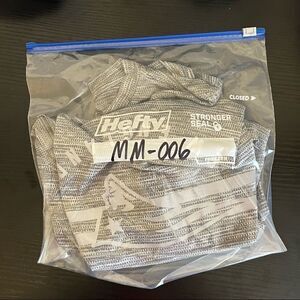 CLOSED
Hefty
STRONGER
SEAL
MM-006